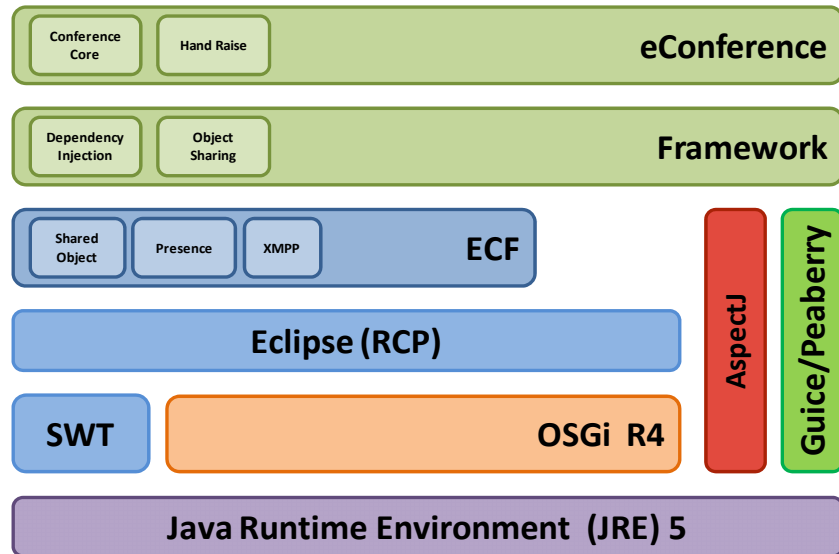 Conference
Core
Hand Raise
eConference
Dependency
Injection
Object
Sharing
Framework
Shared
Object
Presence
XMPP
ECF
AspectJ
Guice/Peaberry
Eclipse (RCP)
SWT
OSGi R4
Java Runtime Environment (JRE) 5